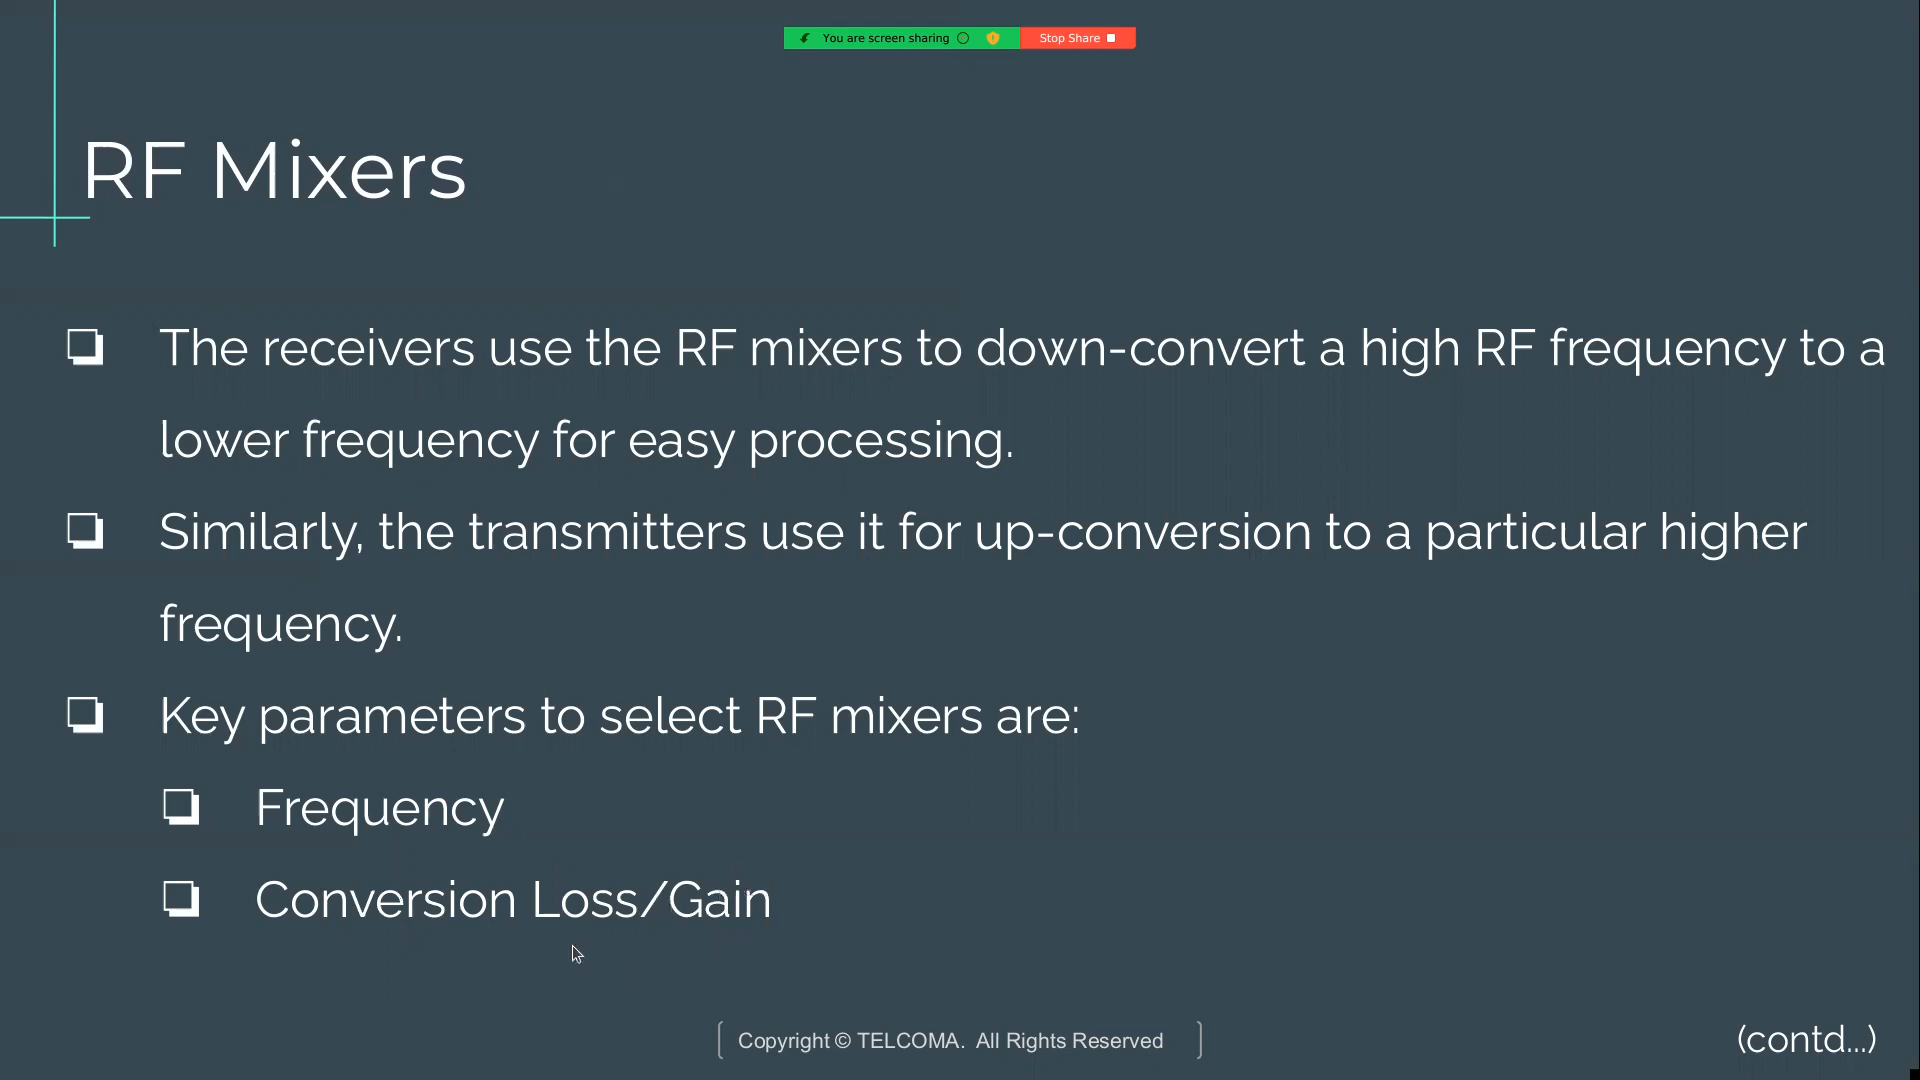 You are screen sharing
Stop Share
RF Mixers
The receivers use the RF mixers to down-convert a high RF frequency to a
lower frequency for easy processing.
Similarly, the transmitters use it for up-conversion to a particular higher
frequency.
Key parameters to select RF mixers are:
Frequency
Conversion Loss/Gain
Copyright © TELCOMA. All Rights Reserved
(contd...)